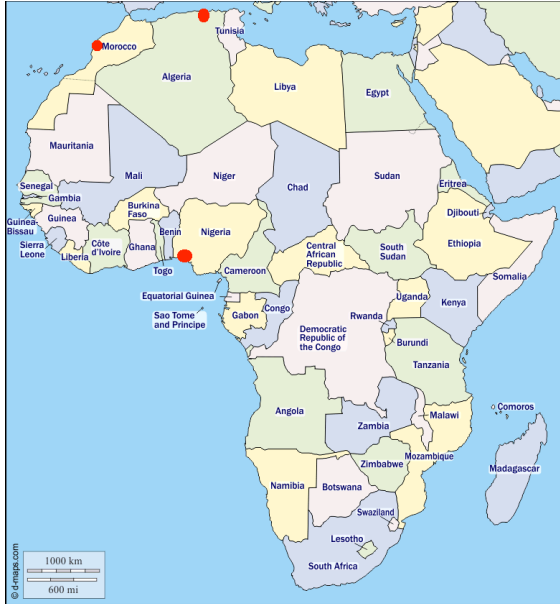 Tunisia
Morocco
Algeria
Libya
Egypt
Mauritania
Mali
Niger
Chad
Sudan
Eritrea
Senegal
Gambia
Guinea-
Bissau
Guinea
Sierra
Leone
Liberia
Côte
d'Ivoire
Burkina
Faso
Ghana
Togo
Benin
Nigeria
Cameroon
Central
African
Republic
South
Sudan
Djibouti
Ethiopia
Somalia
Equatorial Guinea
Sao Tome
and Principe
Gabon
Congo
Democratic
Republic of
the Congo
Uganda
Kenya
Rwanda
Burundi
Tanzania
Angola
Zambia
Malawi
Comoros
Mozambique
Madagascar
Zimbabwe
Namibia
Botswana
Swaziland
Lesotho
South Africa
1000 km
600 mi
© d-maps.com